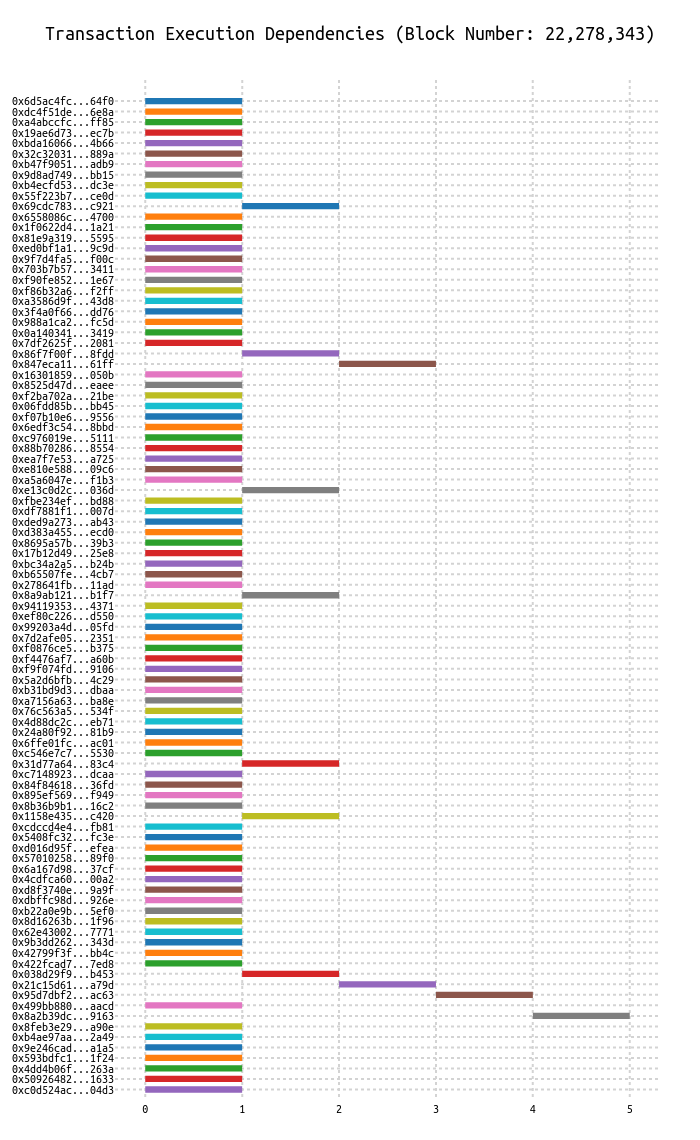 Transaction Execution Dependencies (Block Number: 22,278,343)
0x6d5ac4fc...64f0
0xdc4f51de...6e8a
0xa4abccfc...ff85
0x19ae6d73...ec7b
0xbda16066...4b66
0x32c32031...889a
0xb47f9051...adb9
0x9d8ad749...bb15
0xb4ecfd53...dc3e
0x55f223b7...ce0d
0x69cdc783...c921
0x6558086c...4700
0x1f0622d4...1a21
0x81e9a319...5595
0xed0bf1a1...9c9d
0x9f7d4fa5...f00c
0x703b7b57...3411
0xf90fe852...1e67
0xf86b32a6...f2ff
0xa3586d9f...43d8
0x3f4a0f66...dd76
0x988a1ca2...fc5d
0x0a140341...3419
0x7df2625f...2081
0x86f7f00f...8fdd
0x847eca11...61ff
0x16301859...050b
0x8525d47d...eaee
0xf2ba702a...21be
0x06fdd85b...bb45
0xf07b10e6...9556
0x6edf3c54...8bbd
0xc976019e...5111
0x88b70286...8554
0xea7f7e53...a725
0xe810e588...09c6
0xa5a6047e...f1b3
0xe13c0d2c...036d
0xfbe234ef...bd88
0xdf7881f1...007d
0xded9a273...ab43
0xd383a455...ecd0
0x8695a57b...39b3
0x17b12d49...25e8
0xbc34a2a5...b24b
0xb65507fe...4cb7
0x278641fb...11ad
0x8a9ab121...b1f7
0x94119353...4371
0xef80c226...d550
0x99203a4d...05fd
0x7d2afe05...2351
0xf0876ce5...b375
0xf4476af7...a60b
0xf9f074fd...9106
0x5a2d6bfb...4c29
0xb31bd9d3...dbaa
0xa7156a63...ba8e
0x76c563a5...534f
0x4d88dc2c...eb71
0x24a80f92...81b9
0x6ffe01fc...ac01
0xc546e7c7...5530
0x31d77a64...83c4
0xc7148923...dcaa
0x84f84618...36fd
0x895ef569...f949
0x8b36b9b1...16c2
0x1158e435...c420
0xcdccd4e4...fb81
0x5408fc32...fc3e
0xd016d95f...efea
0x57010258...89f0
0x6a167d98...37cf
0x4cdfca60...00a2
0xd8f3740e...9a9f
0xdbffc98d...926e
0xb22a0e9b...5ef0
0x8d16263b...1f96
0x62e43002...7771
0x9b3dd262...343d
0x42799f3f...bb4c
0x422fcad7...7ed8
0x038d29f9...b453
0x21c15d61...a79d
0x95d7dbf2...ac63
0x499bb880...aacd
0x8a2b39dc...9163
0x8feb3e29...a90e
0xb4ae97aa...2a49
0x9e246cad...a1a5
0x593bdfc1...1f24
0x4dd4b06f...263a
0x50926482...1633
0xc0d524ac...04d3
0 1 2 3 4 5